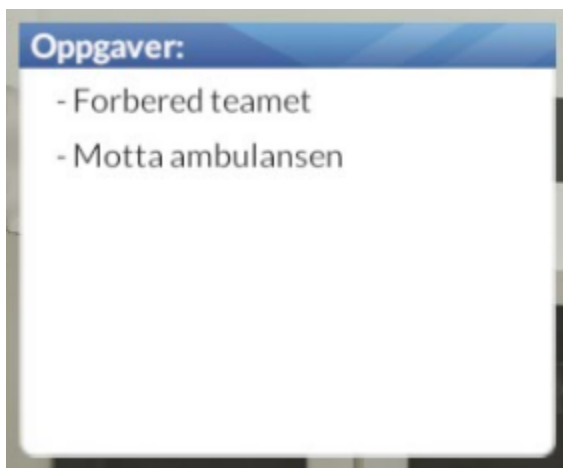 Oppgaver:
- Forbered teamet
- Motta ambulansen